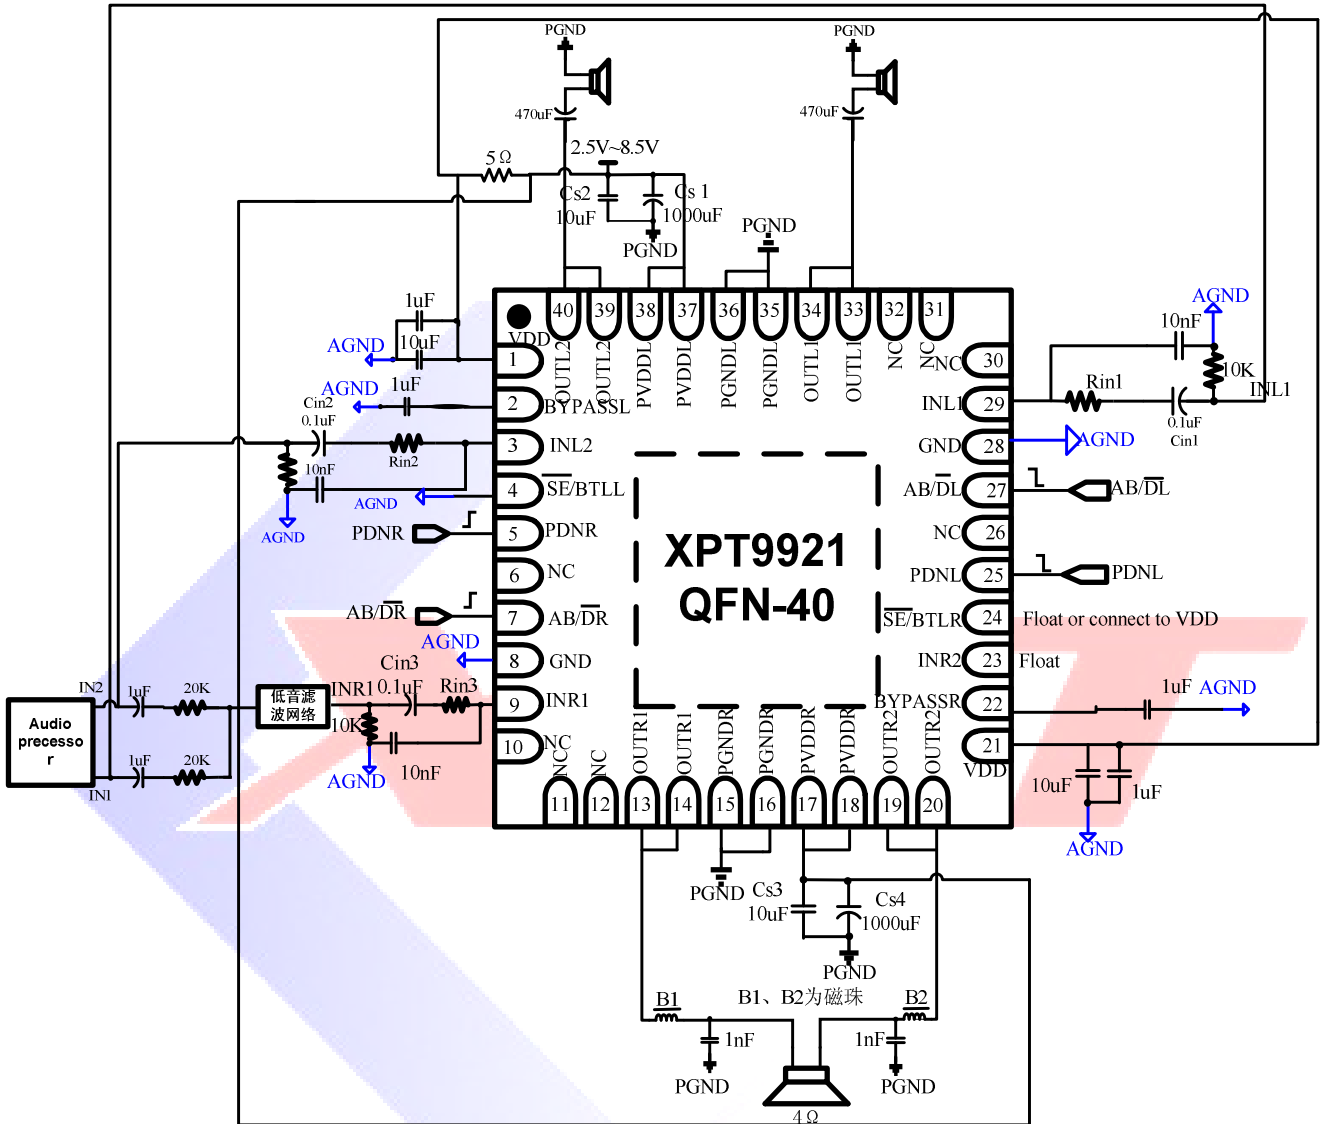 PGND
PGND
470uF
470uF
5Ω
2.5V~8.5V
Cs2
10uF
Cs 1
1000uF
PGND
PGND
1uF
10uF
AGND
VDD
1
AGND
1uF
2
BYPASSL
Cin2
0.1uF
3
INL2
Rin2
10nF
AGND
AGND
4
SE/BTLL
PDNR
5
PDNR
6
NC
AB/DR
7
AB/DR
AGND
8
GND
Cin3
0.1uF
Rin3
INR1
10K
9
INR1
10
NC
10nF
AGND
IN2
1uF
20K
低音滤
波网络
Audio
precesso
r
1uF
20K
IN1
40
39
38
37
36
35
34
33
32
31
OUTL2
OUTL2
PVDDL
PVDDL
PGNDL
PGNDL
OUTL1
OUTL1
NC
NC
XPT9921
QFN-40
NC
30
INL1
29
Rin1
10nF
AGND
10K
INL1
0.1uF
Cin1
GND
28
AGND
AB/DL
27
AB/DL
NC
26
PDNL
25
PDNL
SE/BTLR
24
Float or connect to VDD
INR2
23
Float
BYPASSR
22
1uF
AGND
21
VDD
10uF
1uF
AGND
NC
NC
OUTR1
OUTR1
PGNDR
PGNDR
PVDDR
PVDDR
OUTR2
OUTR2
11
12
13
14
15
16
17
18
19
20
PGND
Cs3
10uF
Cs4
1000uF
PGND
B1
B1、B2为磁珠
B2
1nF
1nF
PGND
PGND
4Ω